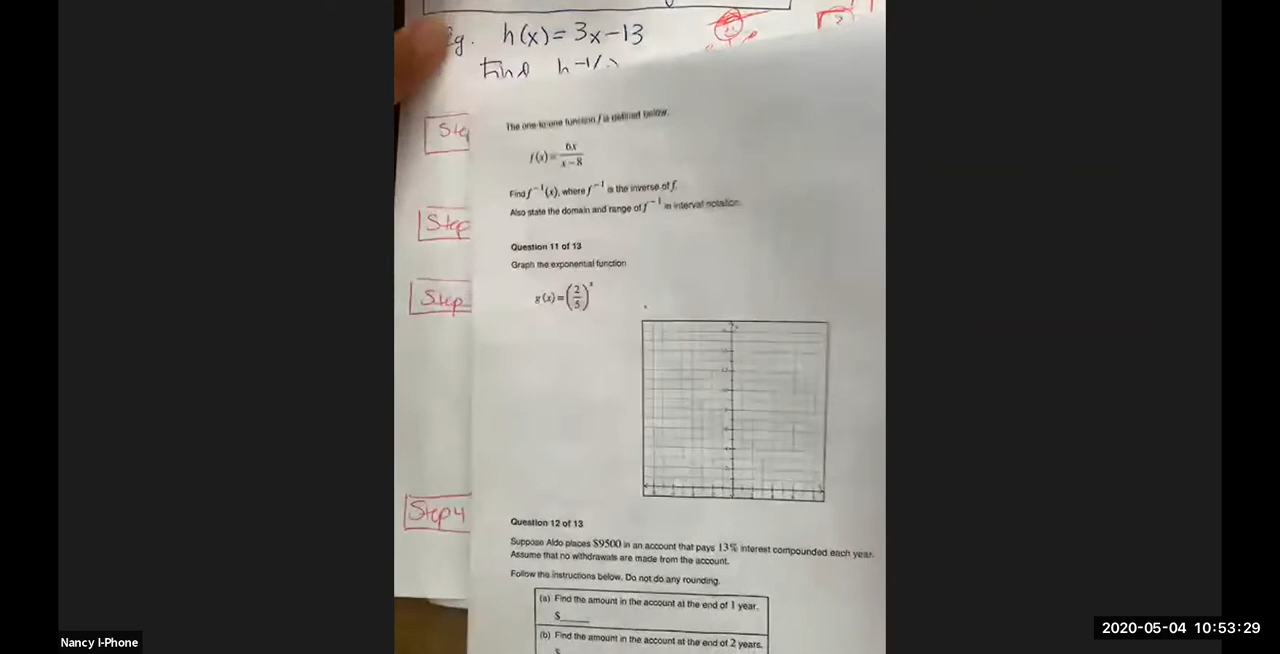 h(x)=3x-13
Find h-1
Step
Step
Step
Step 4
The one-to-one function f is defined below.
f(x)= 6x
x-8
Find f⁻¹(x), where f⁻¹ is the inverse of f.
Also state the domain and range of f⁻¹ in interval notation.
Question 11 of 13
Graph the exponential function
g(x)=(2/5)ˣ
Question 12 of 13
Suppose Aldo places $9500 in an account that pays 13% interest compounded each year.
Assume that no withdrawals are made from the account.
Follow the instructions below. Do not do any rounding.
(a) Find the amount in the account at the end of 1 year.
$
(b) Find the amount in the account at the end of 2 years.
$
Nancy I-Phone
2020-05-04 10:53:29